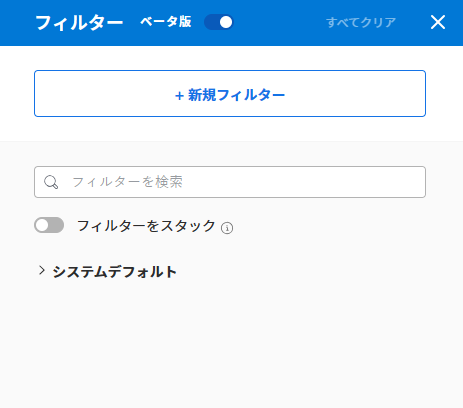 フィルター ベータ版 すべてクリア
+ 新規フィルター
フィルターを検索
フィルターをスタック
システムデフォルト